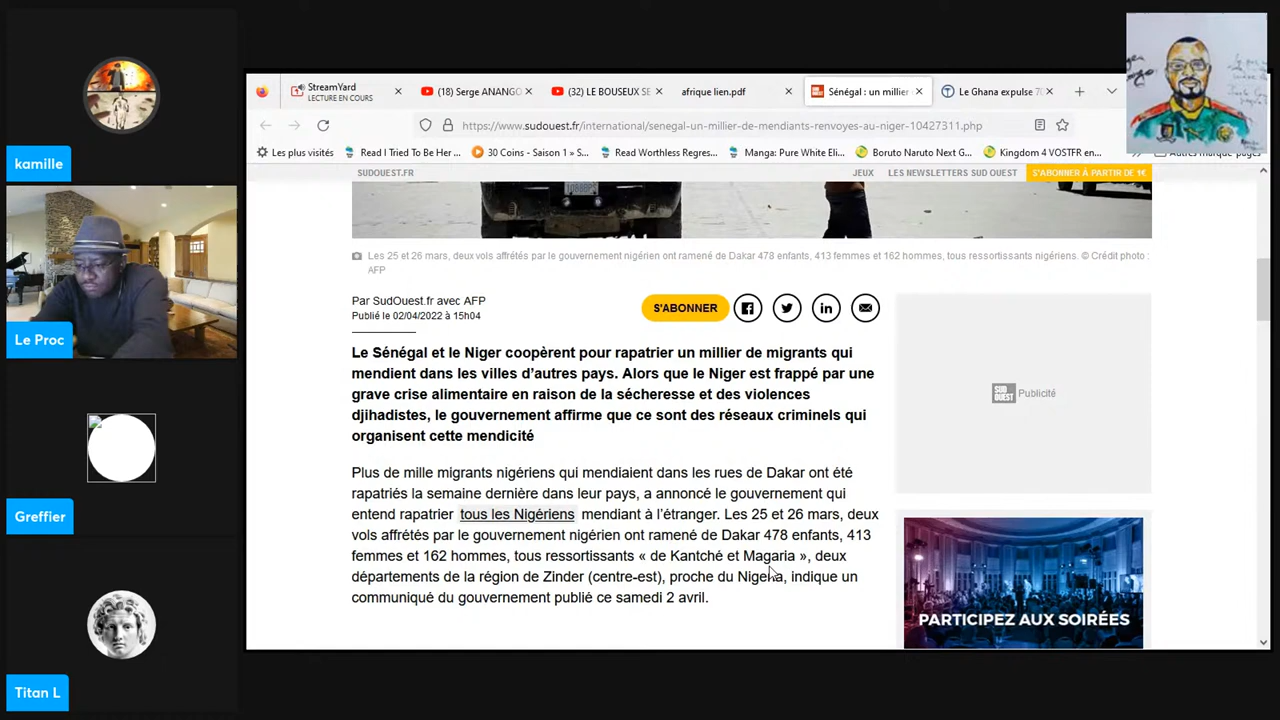 kamille
Le Proc
Greffier
Titan L
StreamYard
LECTURE EN COURS
(18) Serge ANANGO
(32) LE BOUSEUX SE
afrique lien.pdf
Sénégal : un millier
Le Ghana expulse 70
https://www.sudouest.fr/international/senegal-un-millier-de-mendiants-renvoyes-au-niger-10427311.php
Les plus visités
Read I Tried To Be Her ...
30 Coins - Saison 1 » S...
Read Worthless Regres...
Manga: Pure White Eli...
Boruto Naruto Next G...
Kingdom 4 VOSTFR en...
Autres marque-pages
SUDOUEST.FR
JEUX
LES NEWSLETTERS SUD OUEST
S'ABONNER À PARTIR DE 1€
Les 25 et 26 mars, deux vols affrétés par le gouvernement nigérien ont ramené de Dakar 478 enfants, 413 femmes et 162 hommes, tous ressortissants nigériens. © Crédit photo :
AFP
Par SudOuest.fr avec AFP
Publié le 02/04/2022 à 15h04
S'ABONNER
Le Sénégal et le Niger coopèrent pour rapatrier un millier de migrants qui
mendient dans les villes d’autres pays. Alors que le Niger est frappé par une
grave crise alimentaire en raison de la sécheresse et des violences
djihadistes, le gouvernement affirme que ce sont des réseaux criminels qui
organisent cette mendicité
Plus de mille migrants nigériens qui mendiaient dans les rues de Dakar ont été
rapatriés la semaine dernière dans leur pays, a annoncé le gouvernement qui
entend rapatrier tous les Nigériens mendiant à l’étranger. Les 25 et 26 mars, deux
vols affrétés par le gouvernement nigérien ont ramené de Dakar 478 enfants, 413
femmes et 162 hommes, tous ressortissants « de Kantché et Magaria », deux
départements de la région de Zinder (centre-est), proche du Nigeria, indique un
communiqué du gouvernement publié ce samedi 2 avril.
SUD OUEST
Publicité
PARTICIPEZ AUX SOIRÉES